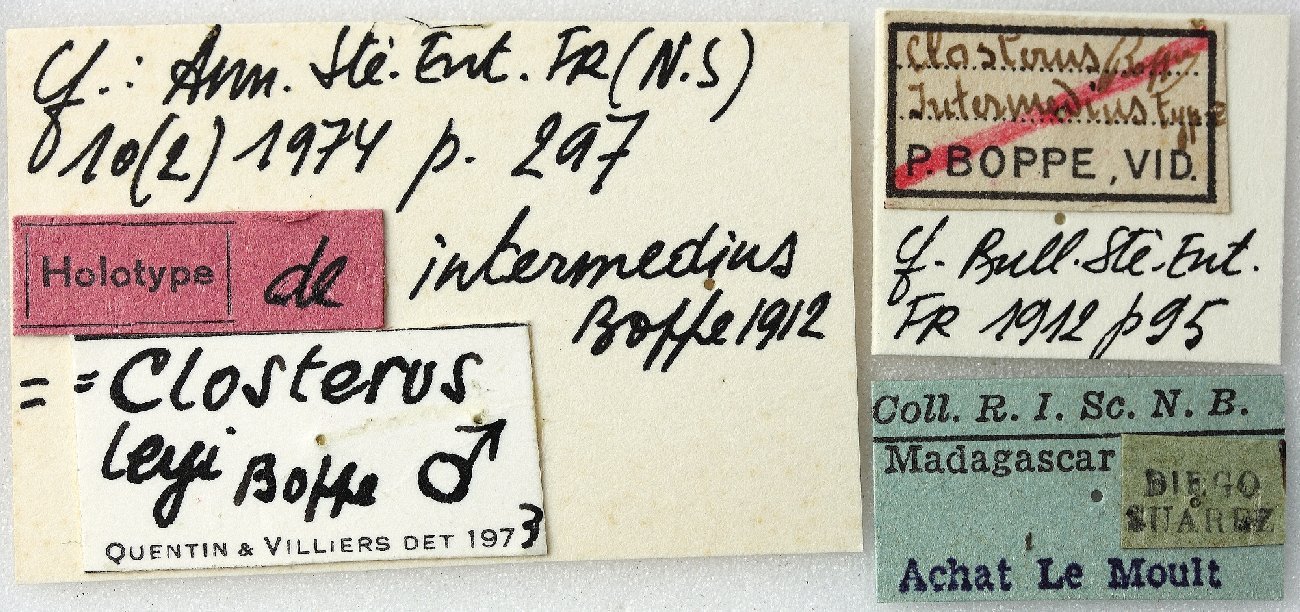 cf.: Ann. Sté. Ent. FR (N.S)
10(2) 1974 p. 297
Holotype de intermedius
Boppe 1912
= =Closterus
leyi Boppe ♂
QUENTIN & VILLIERS DET 1973
Closterus
Intermedius type
P. BOPPE, VID.
cf. Bull. Sté. Ent.
FR 1912 p 95
Coll. R. I. Sc. N. B.
Madagascar
DIEGO
SUAREZ
Achat Le Moult